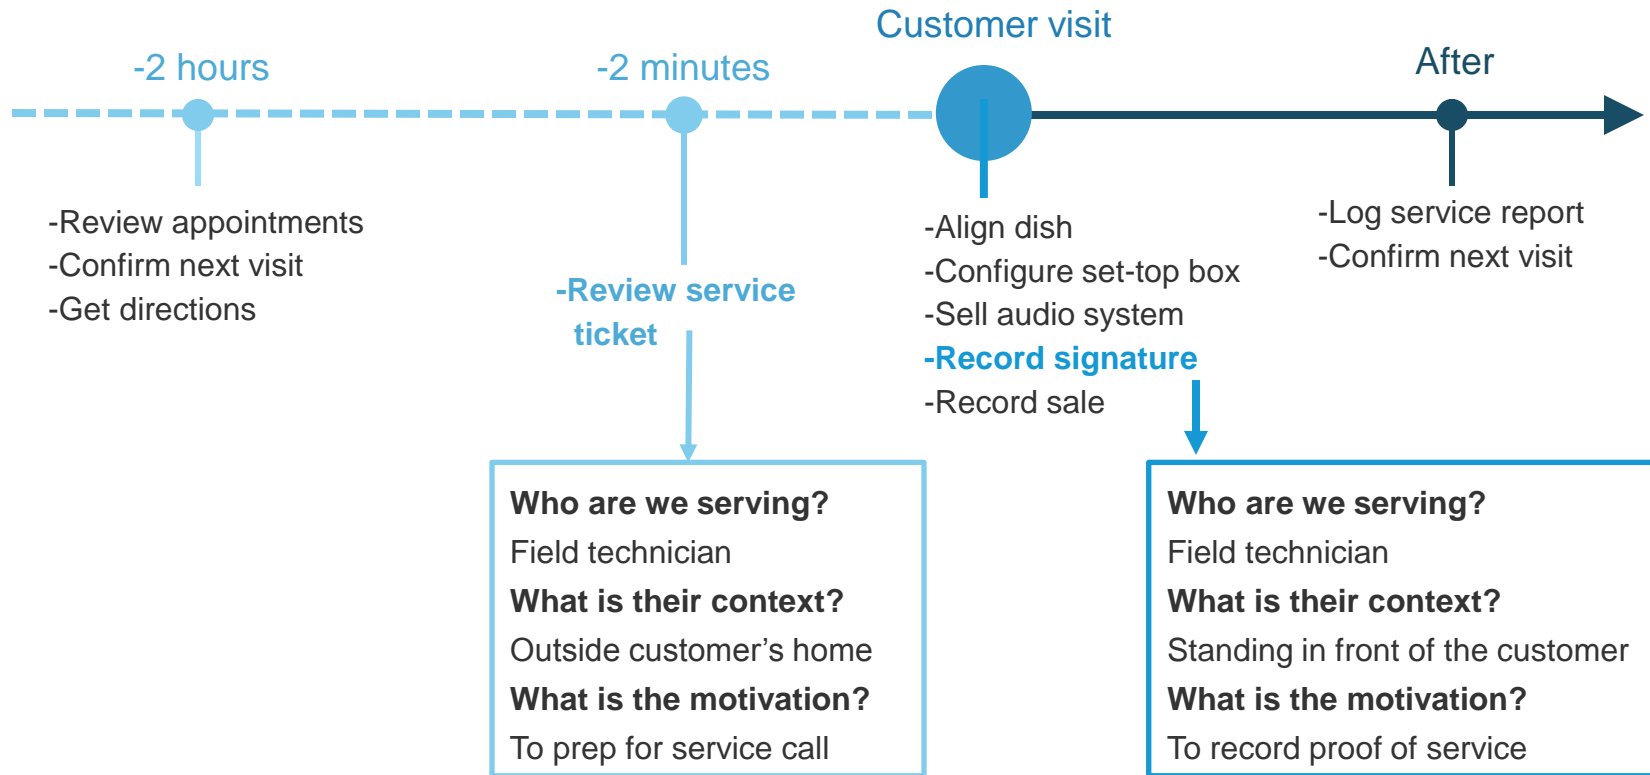 -2 hours
-2 minutes
Customer visit
After
-Review appointments
-Confirm next visit
-Get directions
-Review service
ticket
-Align dish
-Configure set-top box
-Sell audio system
-Record signature
-Record sale
-Log service report
-Confirm next visit
Who are we serving?
Field technician
What is their context?
Outside customer’s home
What is the motivation?
To prep for service call
Who are we serving?
Field technician
What is their context?
Standing in front of the customer
What is the motivation?
To record proof of service